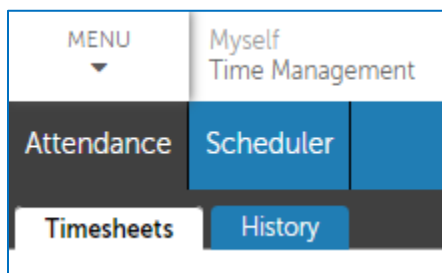 MENU
Myself
Time Management
Attendance
Scheduler
Timesheets
History